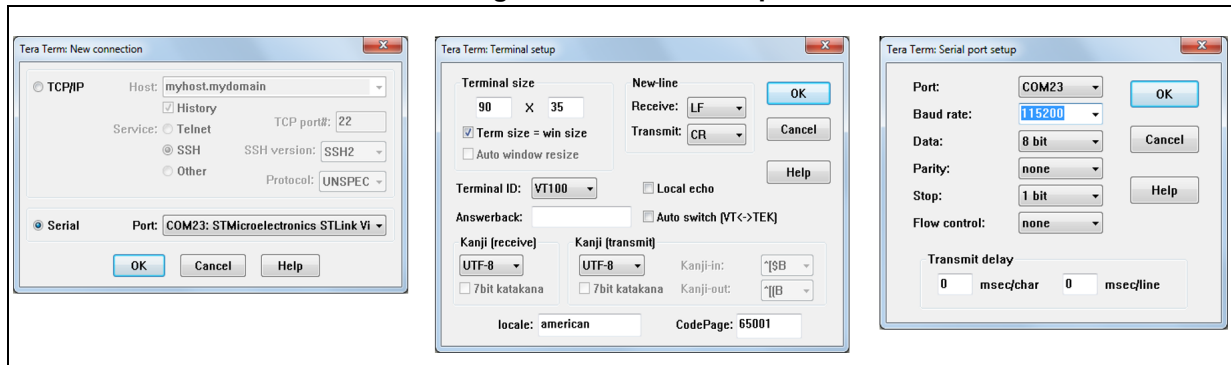 Tera Term: New connection
TCP/IP
Host: myhost.mydomain
History
Service: Telnet
TCP port#: 22
SSH
SSH version: SSH2
Other
Protocol: UNSPEC
Serial
Port: COM23: STMicroelectronics STLink Vi
OK
Cancel
Help
Tera Term: Terminal setup
Terminal size
90 X 35
Term size = win size
Auto window resize
New-line
Receive: LF
Transmit: CR
OK
Cancel
Help
Terminal ID: VT100
Local echo
Answerback:
Auto switch (VT<->TEK)
Kanji (receive)
UTF-8
7bit katakana
Kanji (transmit)
UTF-8
7bit katakana
Kanji-in: ^[$B
Kanji-out: ^[(B
locale: american
CodePage: 65001
Tera Term: Serial port setup
Port: COM23
Baud rate: 115200
Data: 8 bit
Parity: none
Stop: 1 bit
Flow control: none
OK
Cancel
Help
Transmit delay
0 msec/char 0 msec/line